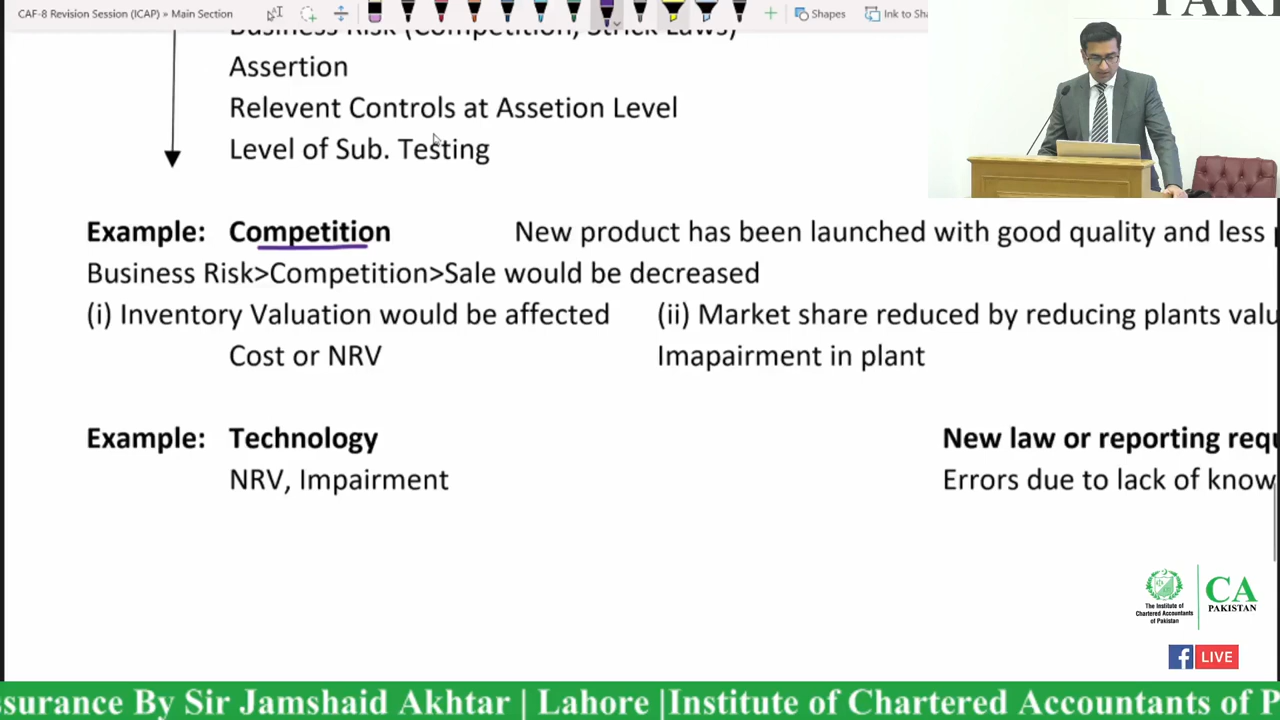 CAF-8 Revision Session (ICAP) » Main Section
Shapes
Ink to Sh
Business Risk (Competition, Strick Laws)
Assertion
Relevent Controls at Assetion Level
Level of Sub. Testing
Example: Competition New product has been launched with good quality and less
Business Risk>Competition>Sale would be decreased
(i) Inventory Valuation would be affected (ii) Market share reduced by reducing plants valu
Cost or NRV Imapairment in plant
Example: Technology New law or reporting requ
NRV, Impairment Errors due to lack of know
The Institute of
Chartered Accountants
of Pakistan
CA
PAKISTAN
f LIVE
ssurance By Sir Jamshaid Akhtar | Lahore |Institute of Chartered Accountants of P